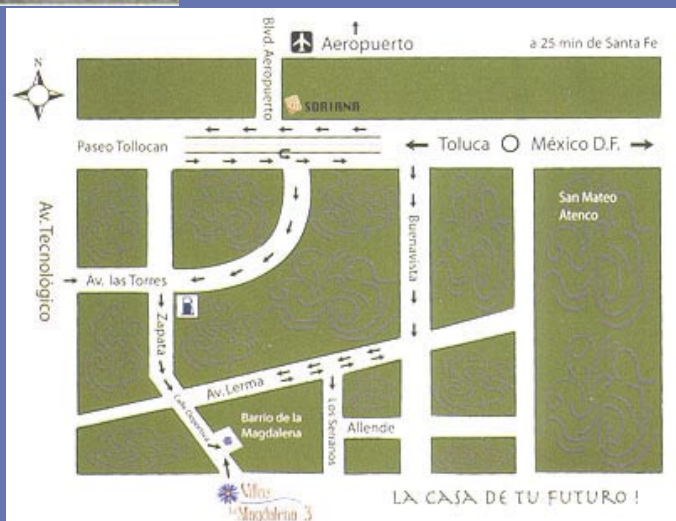 N
Blvd. Aeropuerto
Aeropuerto
a 25 min de Santa Fe
SORIANA
Paseo Tollocan
Toluca
México D.F.
San Mateo
Atenco
Av. Tecnológico
Buenavista
Av. las Torres
Zapata
Av. Lerma
Calle Deportiva
Barrio de la
Magdalena
Los Serranos
Allende
Villas
la Magdalena 3
LA CASA DE TU FUTURO !